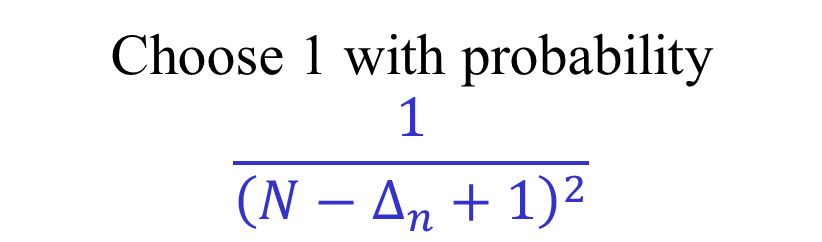 Choose 1 with probability
1
(N − Δn + 1)²